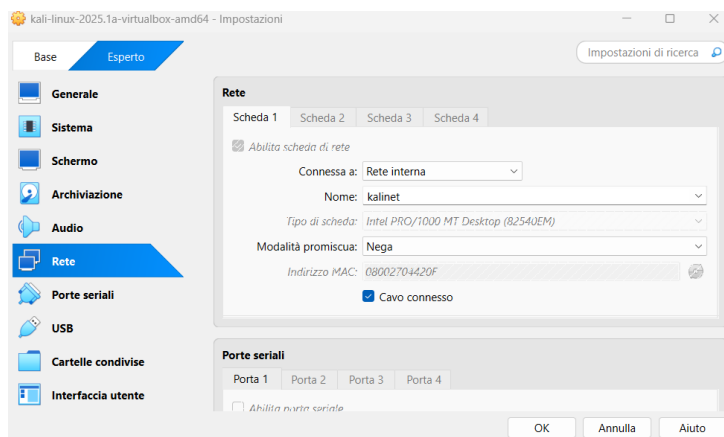 kali-linux-2025.1a-virtualbox-amd64 - Impostazioni
Base
Esperto
Impostazioni di ricerca
Generale
Sistema
Schermo
Archiviazione
Audio
Rete
Porte seriali
USB
Cartelle condivise
Interfaccia utente
Rete
Scheda 1 Scheda 2 Scheda 3 Scheda 4
Abilita scheda di rete
Connessa a: Rete interna
Nome: kalinet
Tipo di scheda: Intel PRO/1000 MT Desktop (82540EM)
Modalità promiscua: Nega
Indirizzo MAC: 08002704420F
Cavo connesso
Porte seriali
Porta 1 Porta 2 Porta 3 Porta 4
Abilita porta seriale
OK Annulla Aiuto